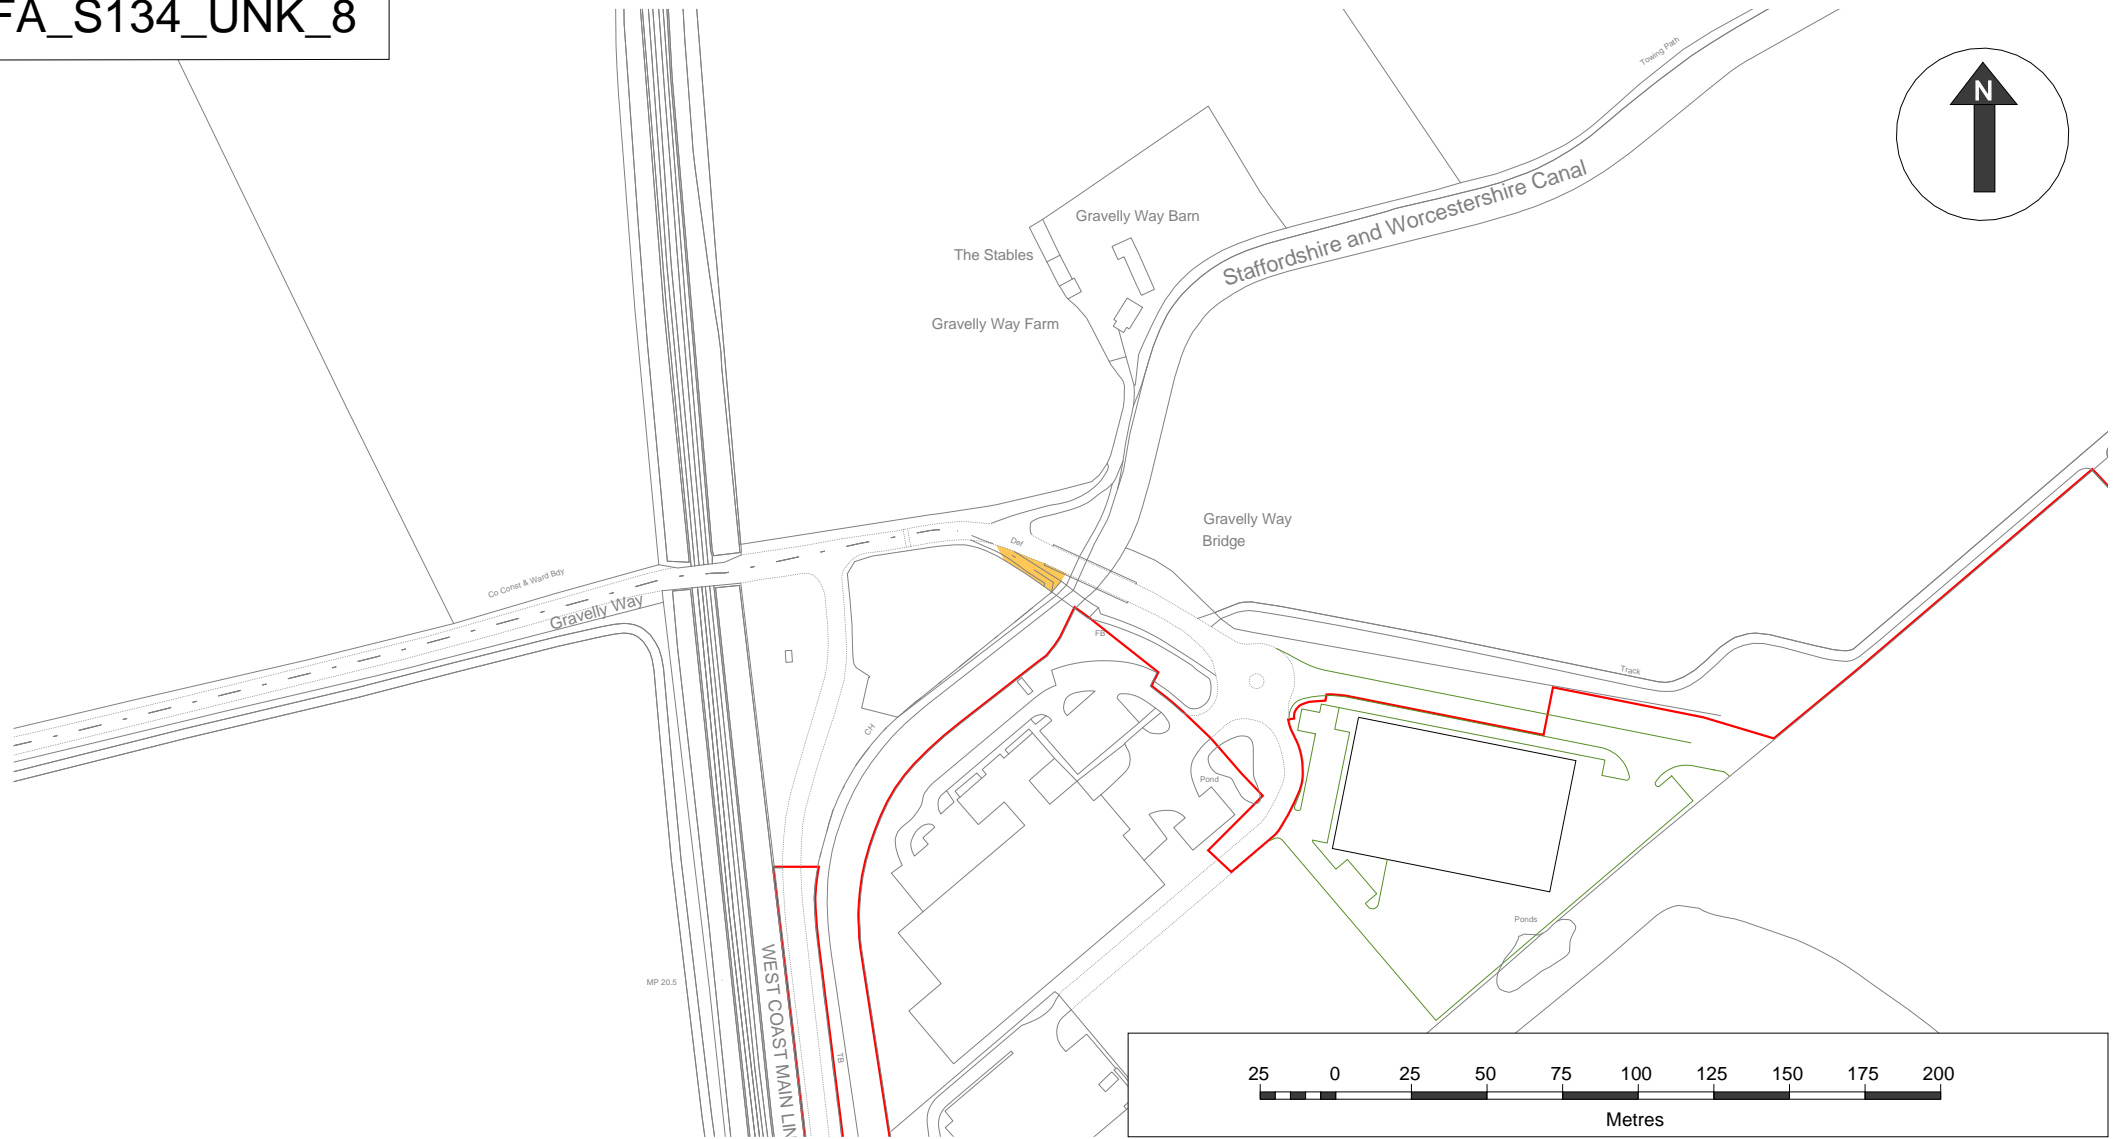 FA_S134_UNK_8
Towing Path
N
Gravelly Way Barn
Staffordshire and Worcestershire Canal
The Stables
Gravelly Way Farm
Gravelly Way
Bridge
Def
Co Const & Ward Bdy
Gravelly Way
FB
Track
CH
Pond
Ponds
WEST COAST MAIN LIN
MP 20.5
TB
25 0 25 50 75 100 125 150 175 200
Metres